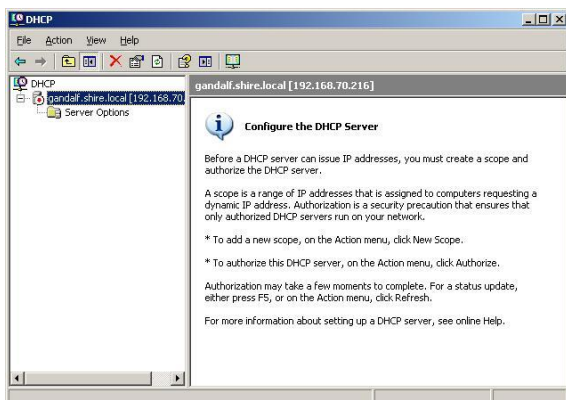 DHCP
File Action View Help
DHCP
gandalf.shire.local [192.168.70.
Server Options
gandalf.shire.local [192.168.70.216]
Configure the DHCP Server
Before a DHCP server can issue IP addresses, you must create a scope and
authorize the DHCP server.
A scope is a range of IP addresses that is assigned to computers requesting a
dynamic IP address. Authorization is a security precaution that ensures that
only authorized DHCP servers run on your network.
* To add a new scope, on the Action menu, click New Scope.
* To authorize this DHCP server, on the Action menu, click Authorize.
Authorization may take a few moments to complete. For a status update,
either press F5, or on the Action menu, click Refresh.
For more information about setting up a DHCP server, see online Help.